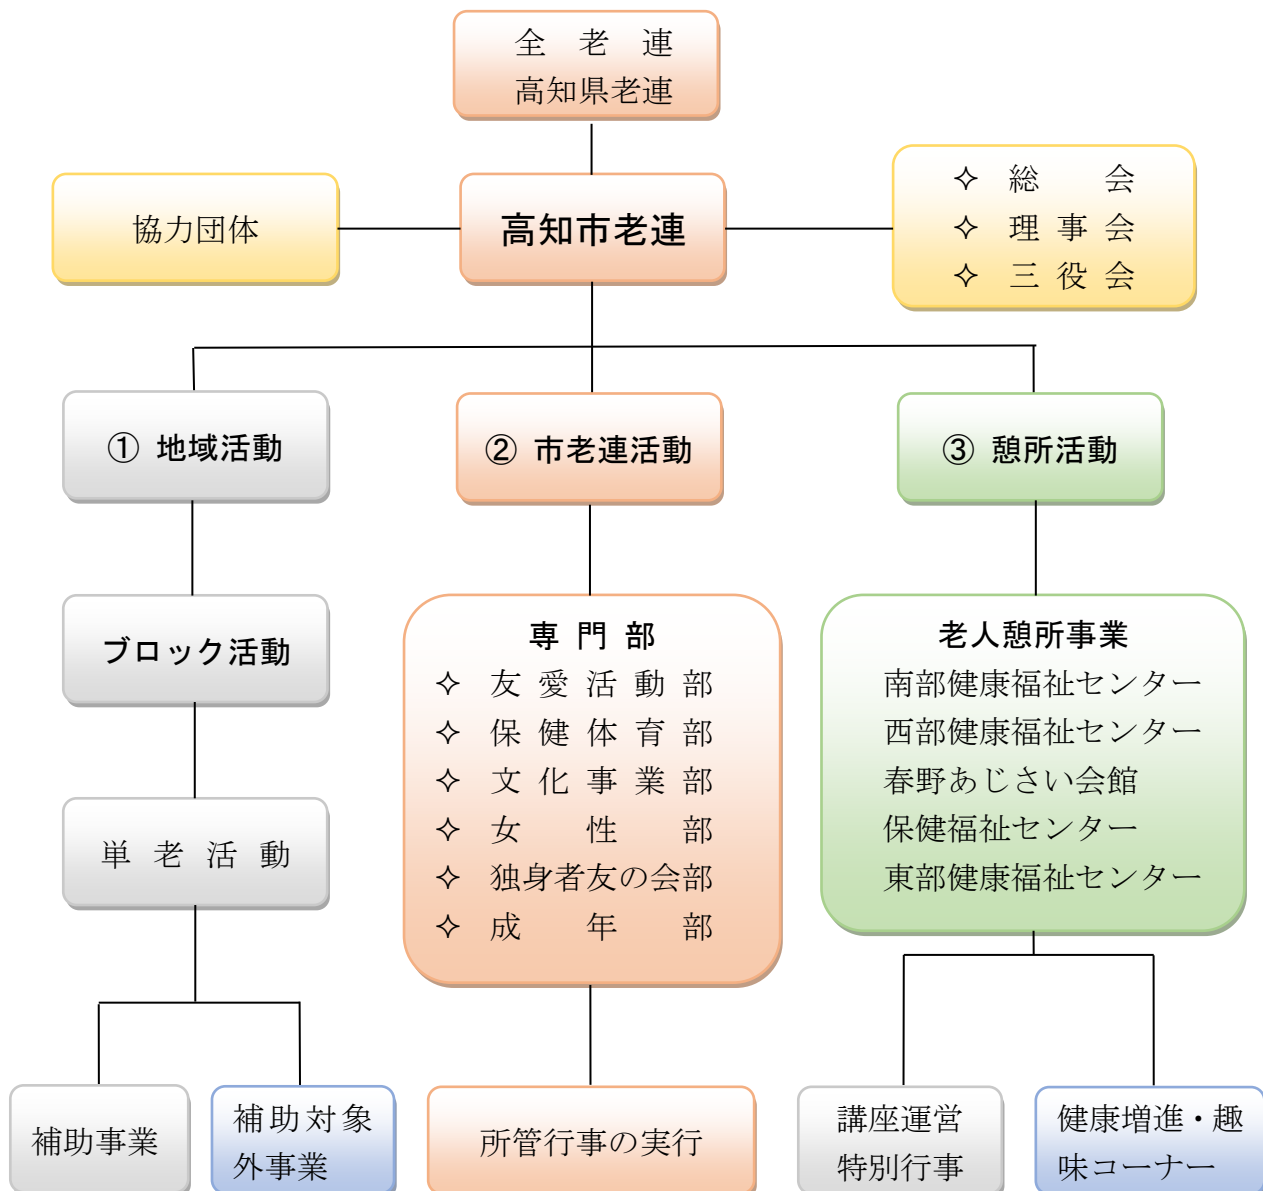 全老連
高知県老連
協力団体
高知市老連
✧ 総会
✧ 理事会
✧ 三役会
① 地域活動
② 市老連活動
③ 憩所活動
ブロック活動
単老活動
専門部
✧ 友愛活動部
✧ 保健体育部
✧ 文化事業部
✧ 女性部
✧ 独身者友の会部
✧ 成年部
老人憩所事業
南部健康福祉センター
西部健康福祉センター
春野あじさい会館
保健福祉センター
東部健康福祉センター
補助事業
補助対象
外事業
所管行事の実行
講座運営
特別行事
健康増進・趣
味コーナー